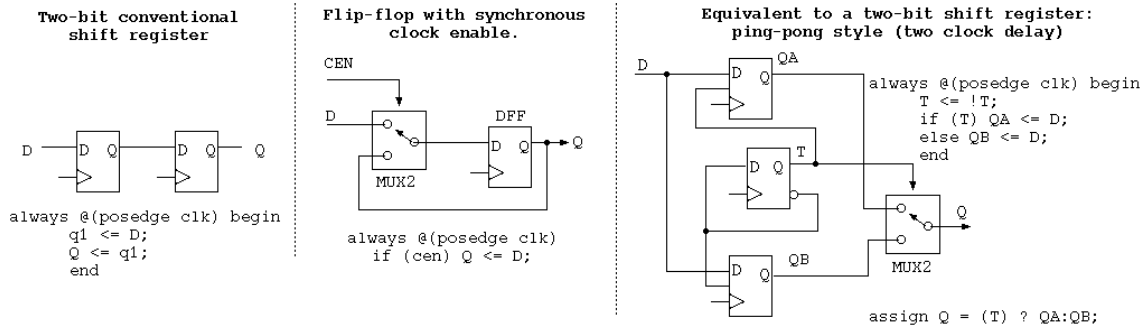 Two-bit conventional
shift register
D
D Q
D Q
Q
always @(posedge clk) begin
q1 <= D;
Q <= q1;
end
Flip-flop with synchronous
clock enable.
CEN
D
MUX2
DFF
D Q
Q
always @(posedge clk)
if (cen) Q <= D;
Equivalent to a two-bit shift register:
ping-pong style (two clock delay)
D
D Q
QA
always @(posedge clk) begin
T <= !T;
if (T) QA <= D;
else QB <= D;
end
D Q
T
Q
MUX2
D Q
QB
assign Q = (T) ? QA:QB;